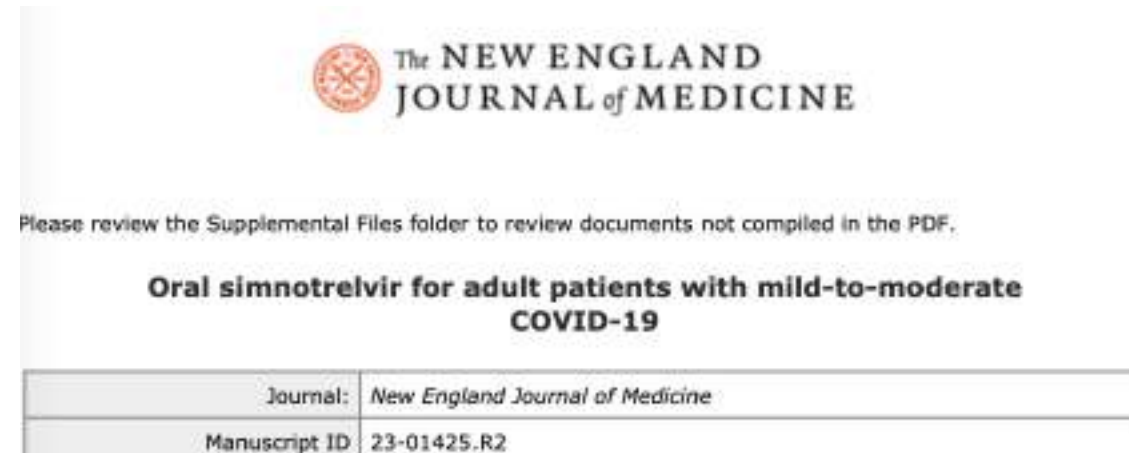 The NEW ENGLAND
JOURNAL of MEDICINE
Please review the Supplemental Files folder to review documents not compiled in the PDF.
Oral simnotrelvir for adult patients with mild-to-moderate
COVID-19
Journal: New England Journal of Medicine
Manuscript ID 23-01425.R2